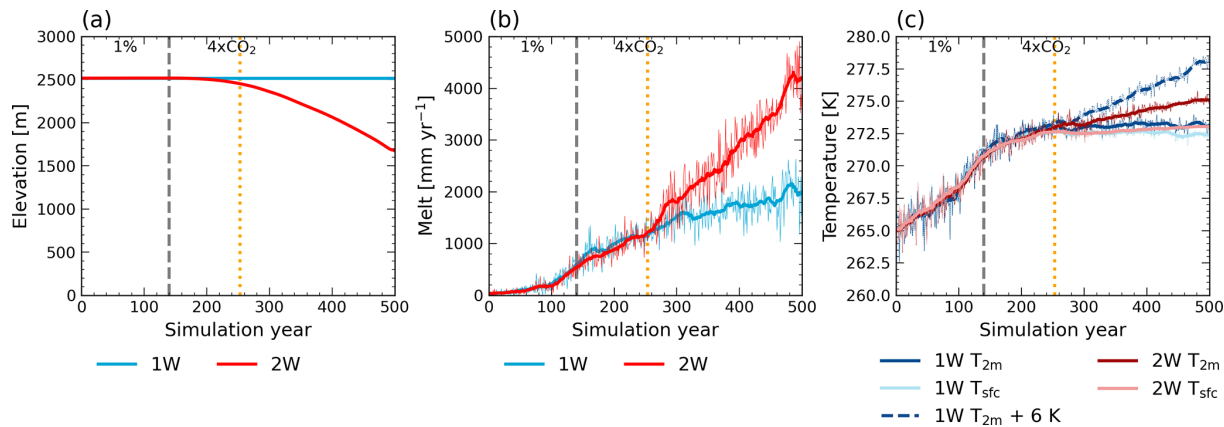 (a)
1%
4xCO₂
3000
2500
2000
1500
1000
500
0
Elevation [m]
0
100
200
300
400
500
Simulation year
1W
2W
(b)
1%
4xCO₂
5000
4000
3000
2000
1000
0
Melt [mm yr⁻¹]
0
100
200
300
400
500
Simulation year
1W
2W
(c)
1%
4xCO₂
280.0
277.5
275.0
272.5
270.0
267.5
265.0
262.5
260.0
Temperature [K]
0
100
200
300
400
500
Simulation year
1W T₂ₘ
2W T₂ₘ
1W Tsfc
2W Tsfc
1W T₂ₘ + 6 K